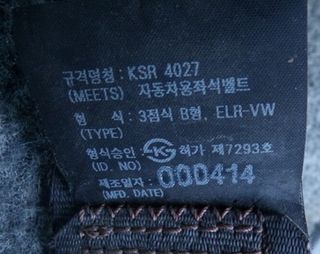 규격명칭 : KSR 4027
(MEETS) 자동차용좌석벨트
형 식 : 3점식 B형, ELR-VW
(TYPE)
형식승인 : KS 허가 제7293호
(ID. NO)
제조일자 : 000414
(MFD. DATE)